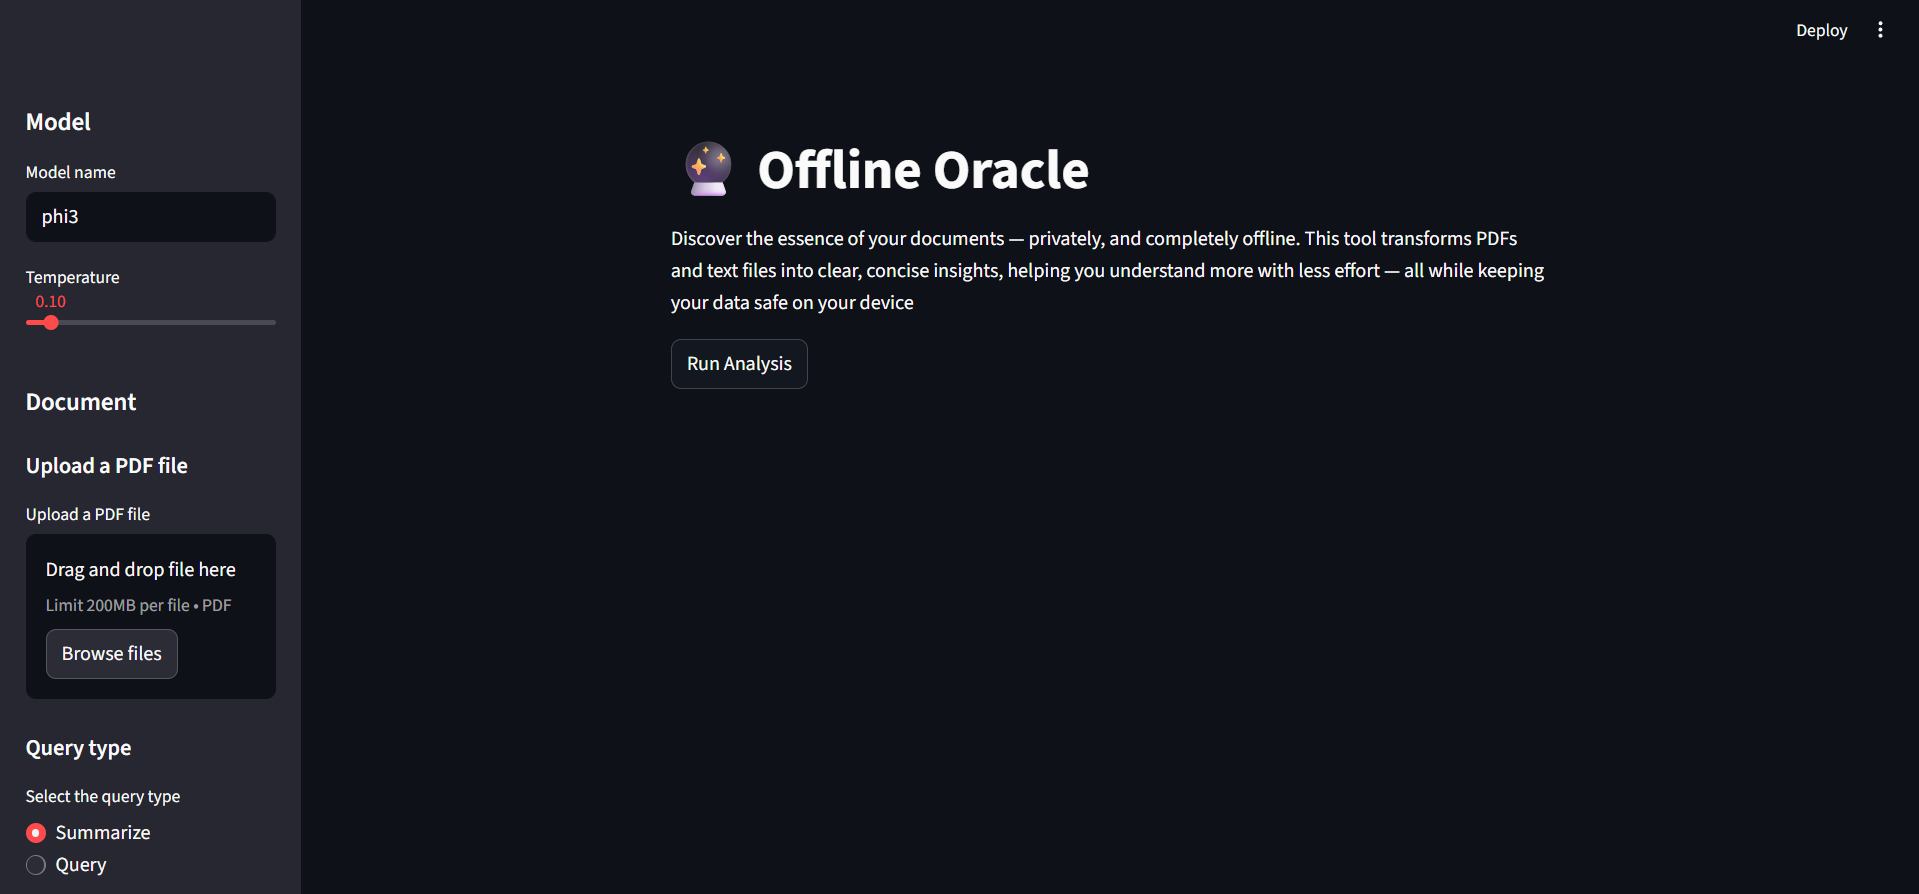 Deploy
Model
Model name
phi3
Temperature
0.10
Document
Upload a PDF file
Upload a PDF file
Drag and drop file here
Limit 200MB per file • PDF
Browse files
Query type
Select the query type
Summarize
Query
Offline Oracle
Discover the essence of your documents — privately, and completely offline. This tool transforms PDFs
and text files into clear, concise insights, helping you understand more with less effort — all while keeping
your data safe on your device
Run Analysis